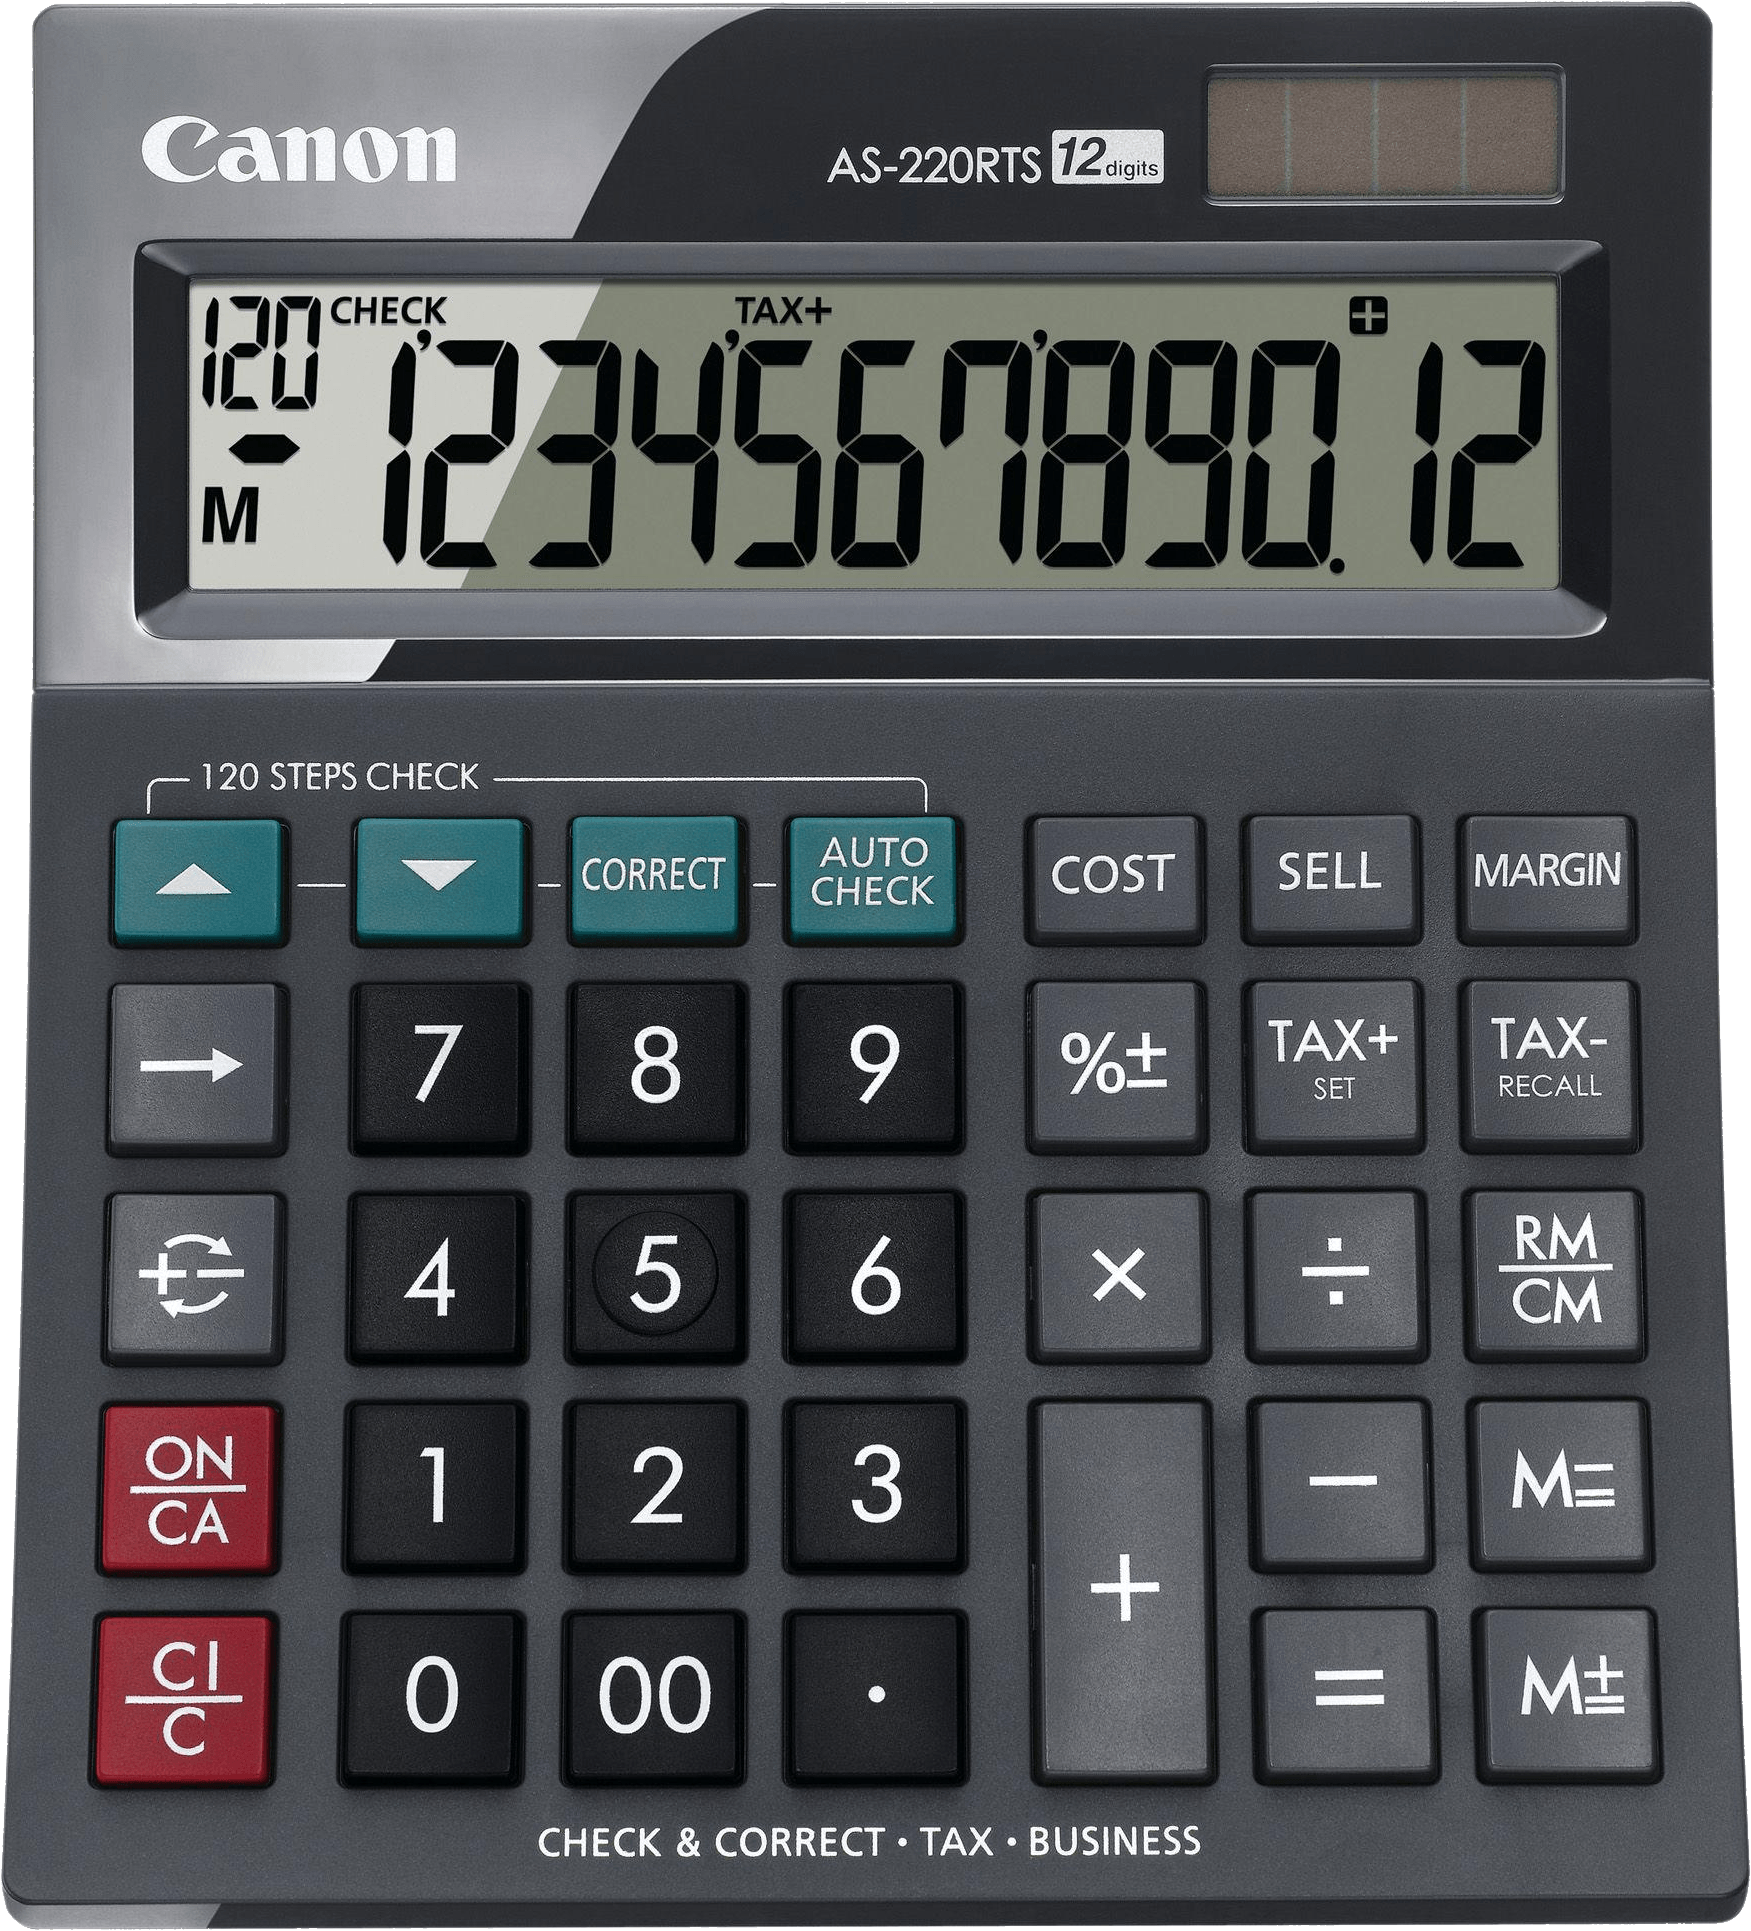 Canon
AS-220RTS 12 digits
120 CHECK TAX+ +
- 1'234'567'890.12
M
120 STEPS CHECK
▲ ▼ CORRECT AUTO CHECK COST SELL MARGIN
→ 7 8 9 %± TAX+ SET TAX- RECALL
+- 4 5 6 × ÷ RM/CM
ON/CA 1 2 3 + − M=
CI/C 0 00 . = M±
CHECK & CORRECT • TAX • BUSINESS